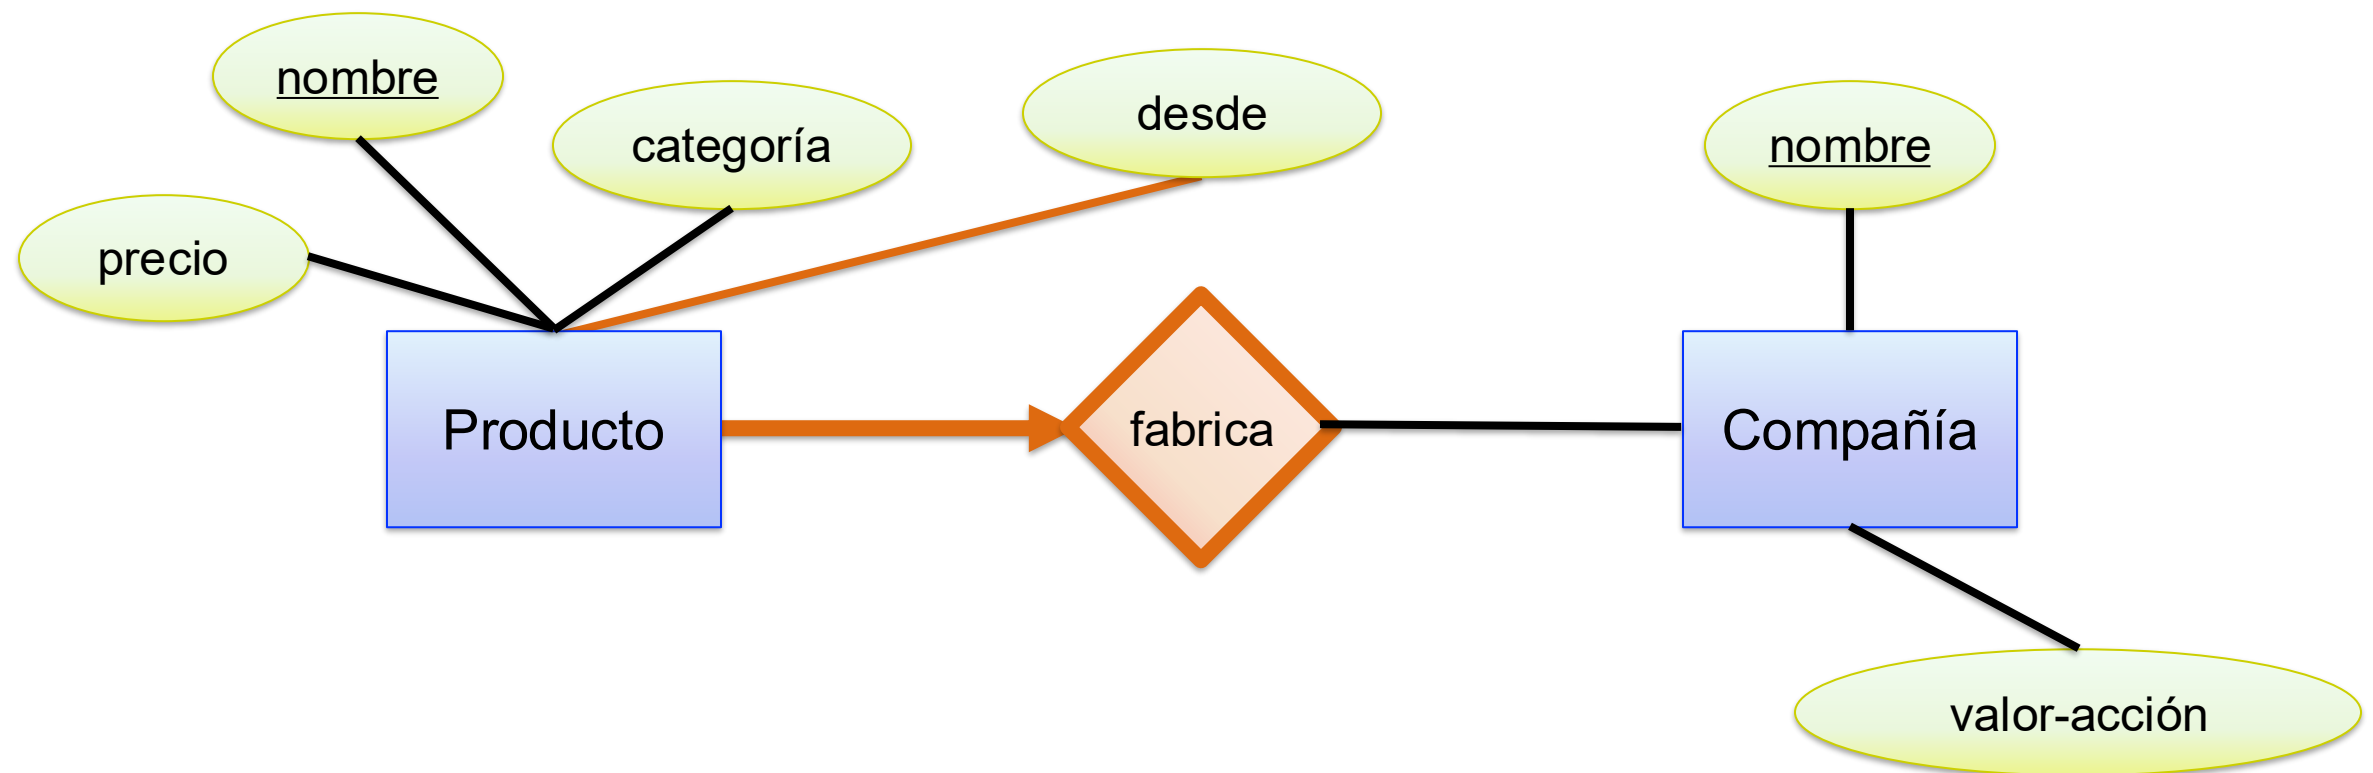 nombre
categoría
desde
nombre
precio
Producto
fabrica
Compañía
valor-acción